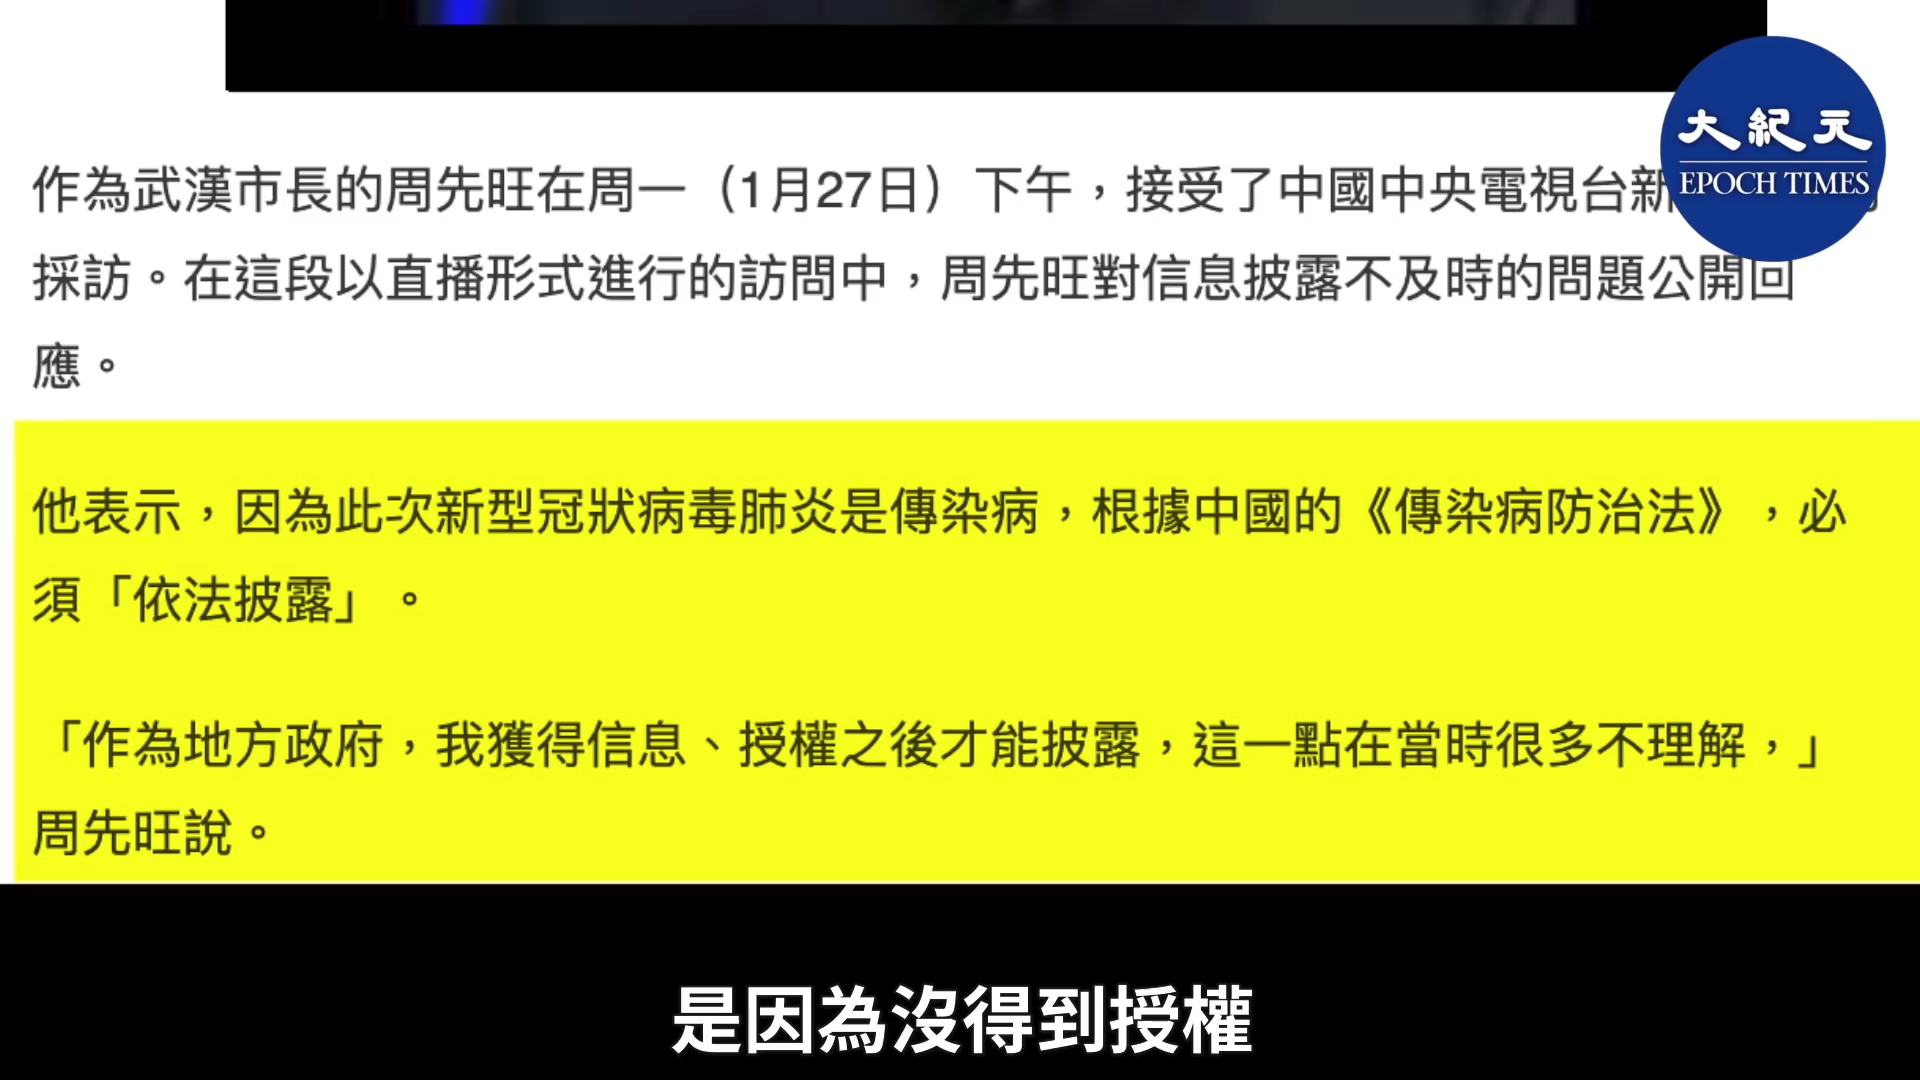 大紀元
EPOCH TIMES
作為武漢市長的周先旺在周一（1月27日）下午，接受了中國中央電視台新
採訪。在這段以直播形式進行的訪問中，周先旺對信息披露不及時的問題公開回
應。
他表示，因為此次新型冠狀病毒肺炎是傳染病，根據中國的《傳染病防治法》，必
須「依法披露」。
「作為地方政府，我獲得信息、授權之後才能披露，這一點在當時很多不理解，」
周先旺說。
是因為沒得到授權